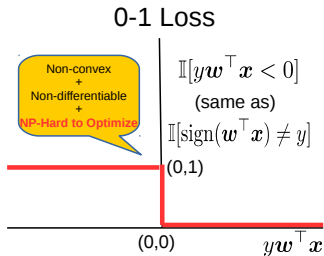 0-1 Loss
Non-convex
+
Non-differentiable
+
NP-Hard to Optimize
𝕀[y𝒘⊤𝒙 < 0]
(same as)
𝕀[sign(𝒘⊤𝒙) ≠ y]
(0,1)
(0,0)
y𝒘⊤𝒙